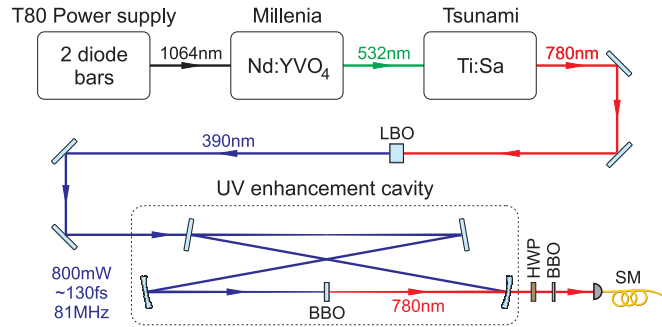 T80 Power supply
Millenia
Tsunami
2 diode
bars
1064nm
Nd:YVO4
532nm
Ti:Sa
780nm
LBO
390nm
UV enhancement cavity
800mW
~130fs
81MHz
BBO
780nm
HWP
BBO
SM